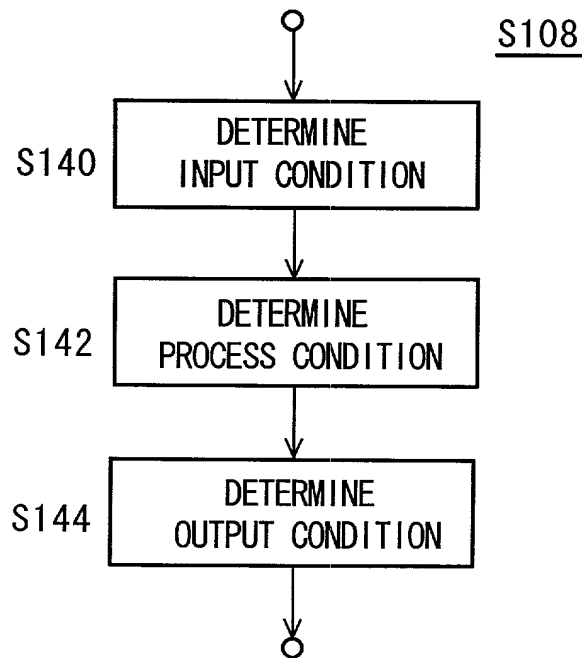 S108
S140
DETERMINE
INPUT CONDITION
S142
DETERMINE
PROCESS CONDITION
S144
DETERMINE
OUTPUT CONDITION